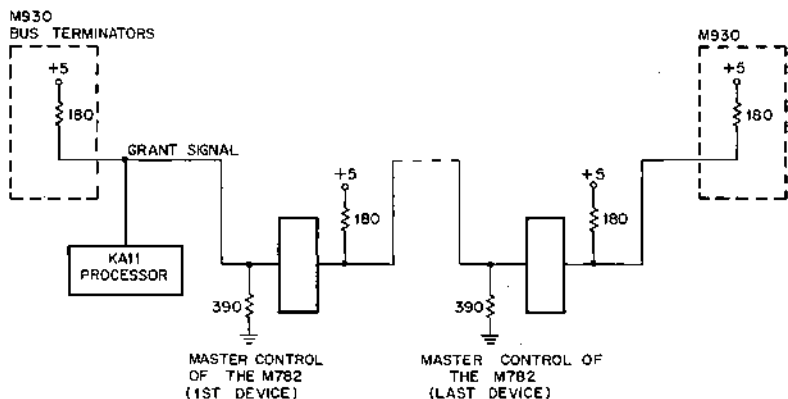 M930
BUS TERMINATORS
+5
180
GRANT SIGNAL
KA11
PROCESSOR
390
+5
180
MASTER CONTROL
OF THE M782
(1ST DEVICE)
390
+5
180
MASTER CONTROL OF
THE M782
(LAST DEVICE)
M930
+5
180